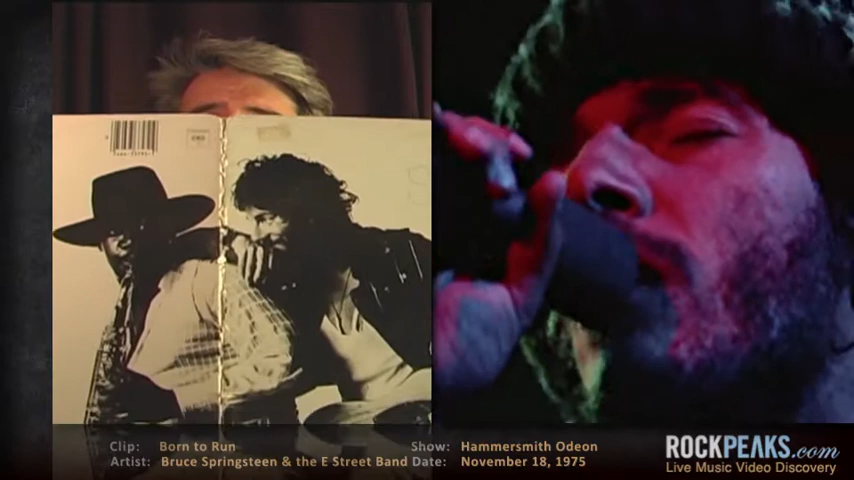 Clip: Born to Run
Show: Hammersmith Odeon
Artist: Bruce Springsteen & the E Street Band
Date: November 18, 1975
ROCKPEAKS.com
Live Music Video Discovery